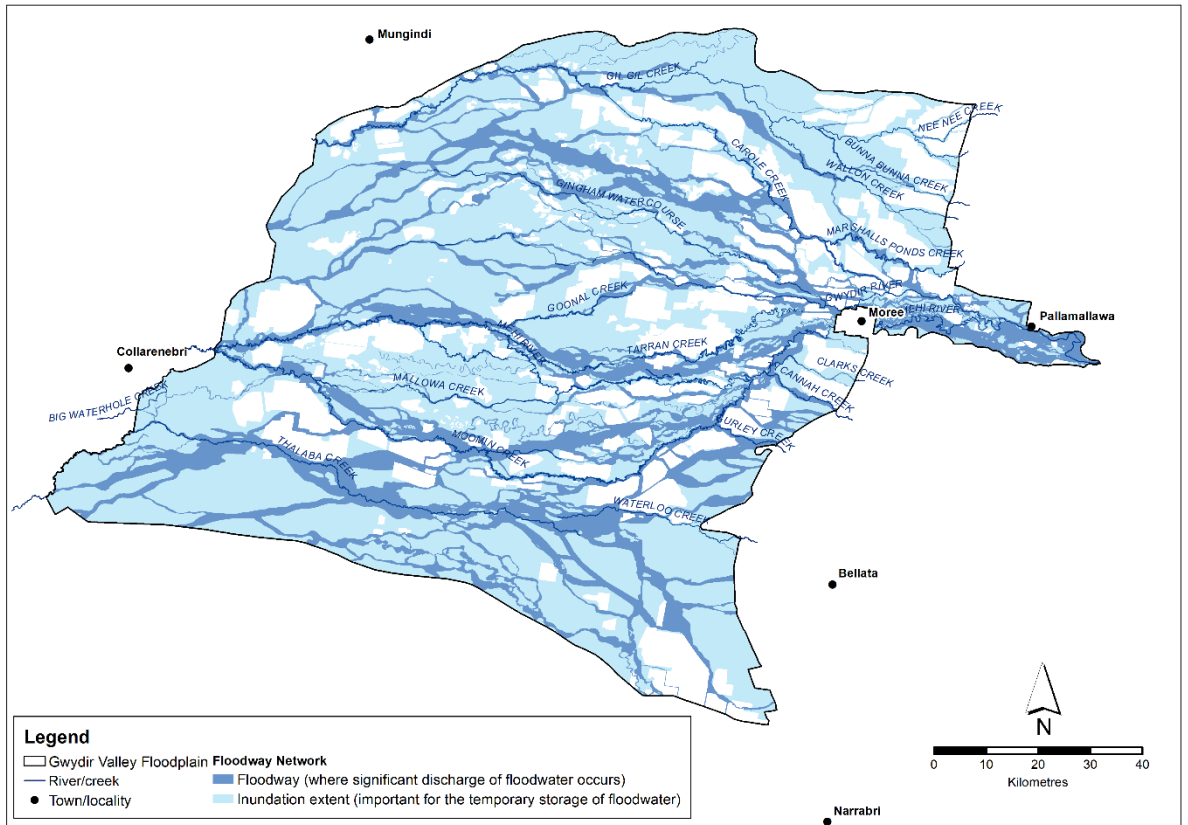 Mungindi
GIL GIL CREEK
NEE NEE CREEK
BUNNA BUNNA CREEK
CAROLE CREEK
WALLON CREEK
GINGHAM WATERCOURSE
MARSHALLS PONDS CREEK
GWYDIR RIVER
GOONAL CREEK
MEHI RIVER
Moree
Pallamallawa
MEHI RIVER
TARRAN CREEK
Collarenebri
CLARKS CREEK
MALLOWA CREEK
CANNAH CREEK
BIG WATERHOLE CREEK
GURLEY CREEK
MOOMIN CREEK
THALABA CREEK
WATERLOO CREEK
Bellata
N
0 10 20 30 40
Kilometres
Narrabri
Legend
Gwydir Valley Floodplain
River/creek
Town/locality
Floodway Network
Floodway (where significant discharge of floodwater occurs)
Inundation extent (important for the temporary storage of floodwater)